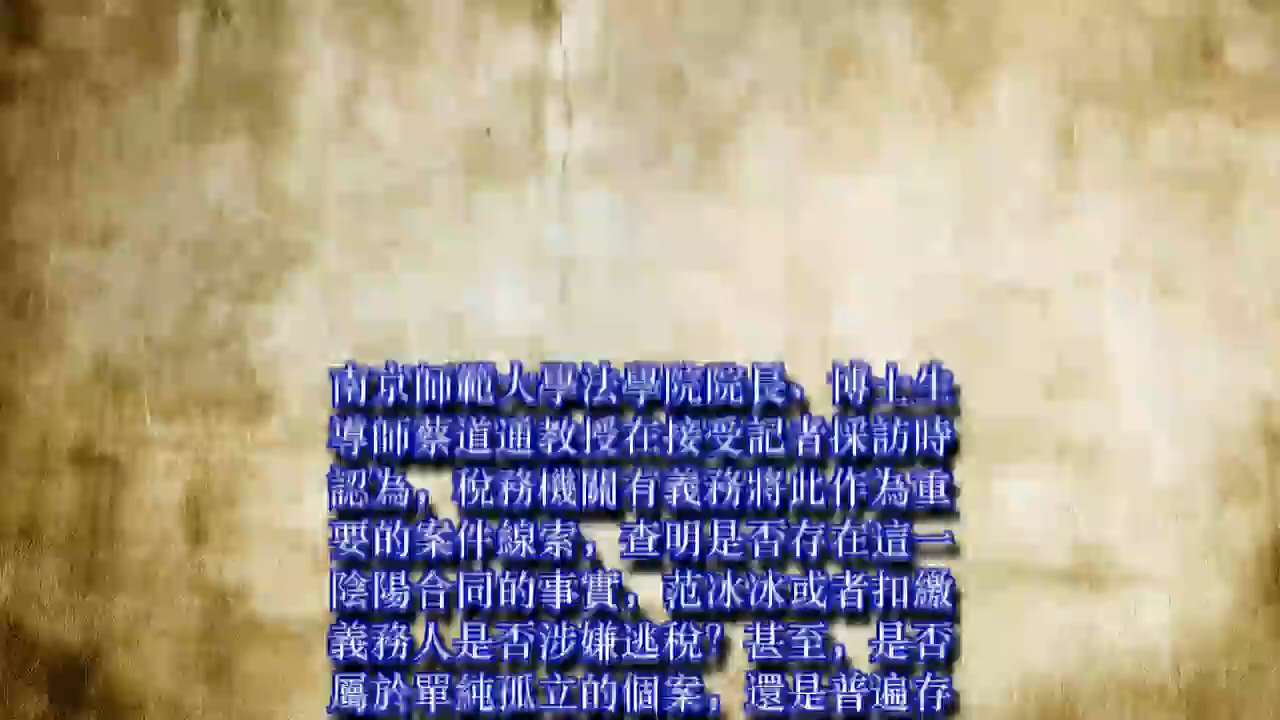 南京師範大學法學院院長、博士生
導師蔡道通教授在接受記者採訪時
認為，稅務機關有義務將此作為重
要的案件線索，查明是否存在這一
陰陽合同的事實，范冰冰或者扣繳
義務人是否涉嫌逃稅？甚至，是否
屬於單純孤立的個案，還是普遍存